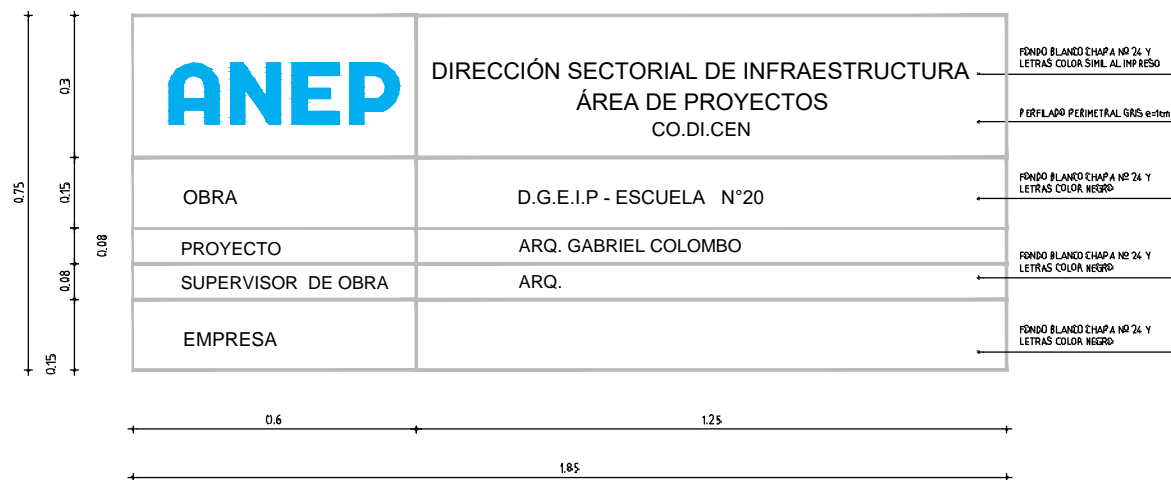 ANEP
DIRECCIÓN SECTORIAL DE INFRAESTRUCTURA
ÁREA DE PROYECTOS
CO.DI.CEN
OBRA
D.G.E.I.P - ESCUELA N°20
PROYECTO
ARQ. GABRIEL COLOMBO
SUPERVISOR DE OBRA
ARQ.
EMPRESA
FONDO BLANCO CHAPA Nº 24 Y
LETRAS COLOR SIMIL AL IMPRESO
PERFILADO PERIMETRAL GRIS e=1cm
FONDO BLANCO CHAPA Nº 24 Y
LETRAS COLOR NEGRO
FONDO BLANCO CHAPA Nº 24 Y
LETRAS COLOR NEGRO
FONDO BLANCO CHAPA Nº 24 Y
LETRAS COLOR NEGRO
0.75
0.3
0.15
0.08
0.08
0.15
0.6
1.25
1.85